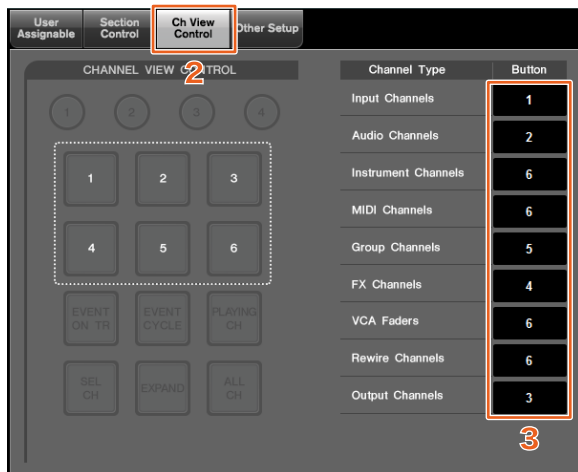 User Assignable
Section Control
Ch View Control
Other Setup
2
CHANNEL VIEW CONTROL
1 2 3 4
1 2 3
4 5 6
EVENT ON TR
EVENT CYCLE
PLAYING CH
SEL CH
EXPAND
ALL CH
Channel Type Button
Input Channels 1
Audio Channels 2
Instrument Channels 6
MIDI Channels 6
Group Channels 5
FX Channels 4
VCA Faders 6
Rewire Channels 6
Output Channels 3
3